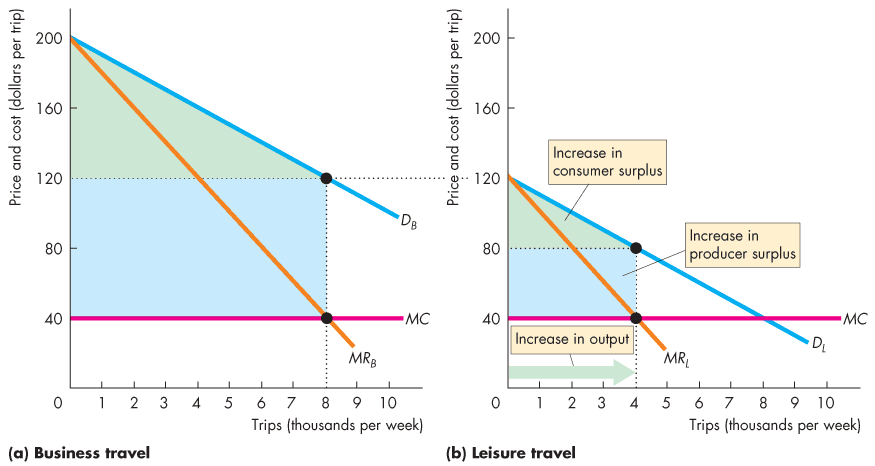 Price and cost (dollars per trip)
200
160
120
80
40
0
1
2
3
4
5
6
7
8
9
10
D_B
MC
MR_B
Trips (thousands per week)
(a) Business travel
Price and cost (dollars per trip)
200
160
120
80
40
0
1
2
3
4
5
6
7
8
9
10
Increase in
consumer surplus
Increase in
producer surplus
Increase in output
MC
D_L
MR_L
Trips (thousands per week)
(b) Leisure travel